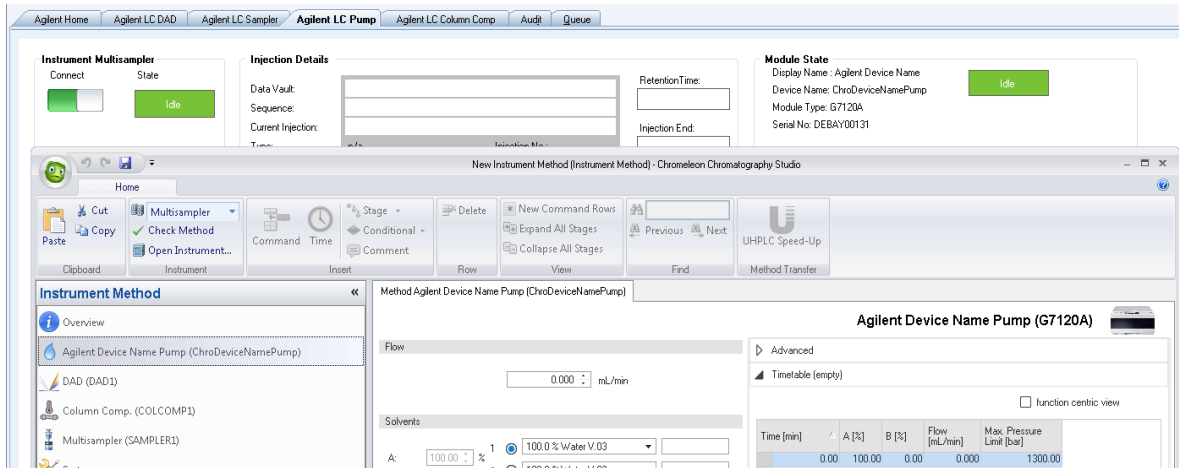 Agilent Home Agilent LC DAD Agilent LC Sampler Agilent LC Pump Agilent LC Column Comp Audit Queue
Instrument Multisampler
Connect State
Idle
Injection Details
Data Vault:
Sequence:
Current Injection:
RetentionTime:
Injection End:
Module State
Display Name : Agilent Device Name
Device Name: ChroDeviceNamePump
Module Type: G7120A
Serial No: DEBAY00131
Idle
New Instrument Method (Instrument Method) - Chromeleon Chromatography Studio
Home
Paste
Cut
Copy
Clipboard
Multisampler
Check Method
Open Instrument...
Instrument
Command Time
Stage
Conditional
Comment
Insert
Delete
Row
New Command Rows
Expand All Stages
Collapse All Stages
View
Previous Next
Find
UHPLC Speed-Up
Method Transfer
Instrument Method «
Overview
Agilent Device Name Pump (ChroDeviceNamePump)
DAD (DAD1)
Column Comp. (COLCOMP1)
Multisampler (SAMPLER1)
Method Agilent Device Name Pump (ChroDeviceNamePump)
Agilent Device Name Pump (G7120A)
Flow
0.000 mL/min
Solvents
A: 100.00 % 1 100.0 % Water V.03
Advanced
Timetable (empty)
function centric view
Time [min] A [%] B [%] Flow [mL/min] Max. Pressure Limit [bar]
0.00 100.00 0.00 0.000 1300.00